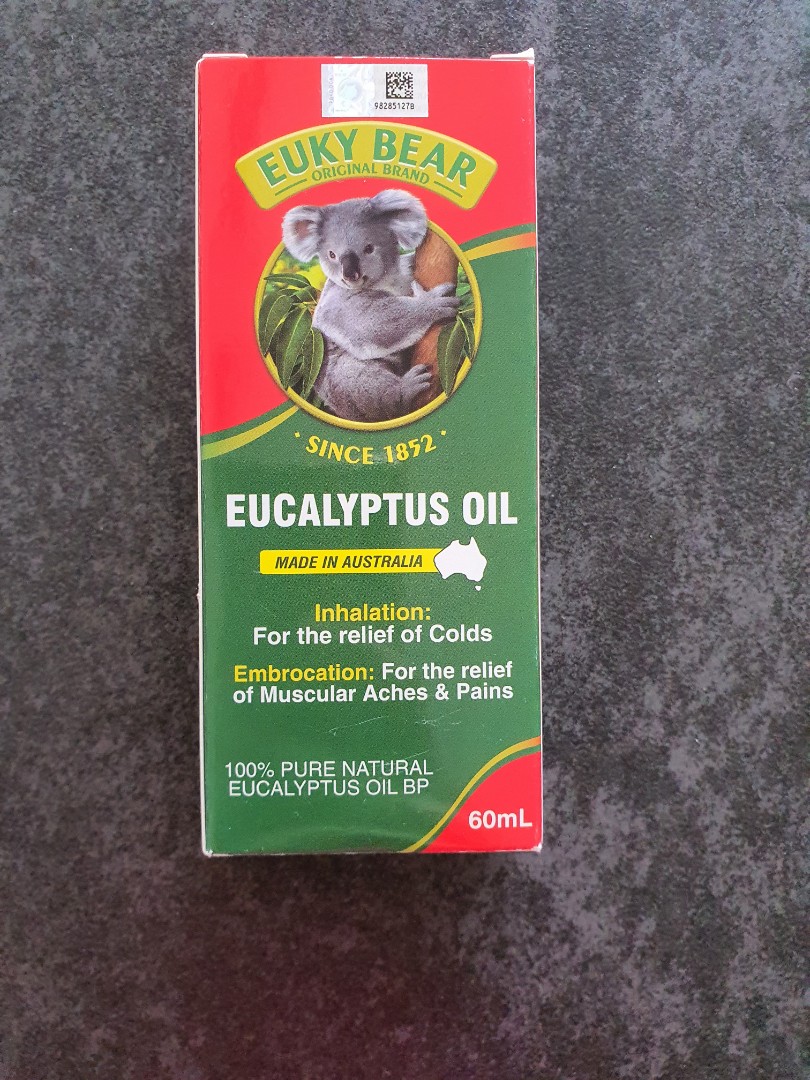 98285127B
EUKY BEAR
ORIGINAL BRAND
· SINCE 1852 ·
EUCALYPTUS OIL
MADE IN AUSTRALIA
Inhalation:
For the relief of Colds
Embrocation: For the relief
of Muscular Aches & Pains
100% PURE NATURAL
EUCALYPTUS OIL BP
60mL